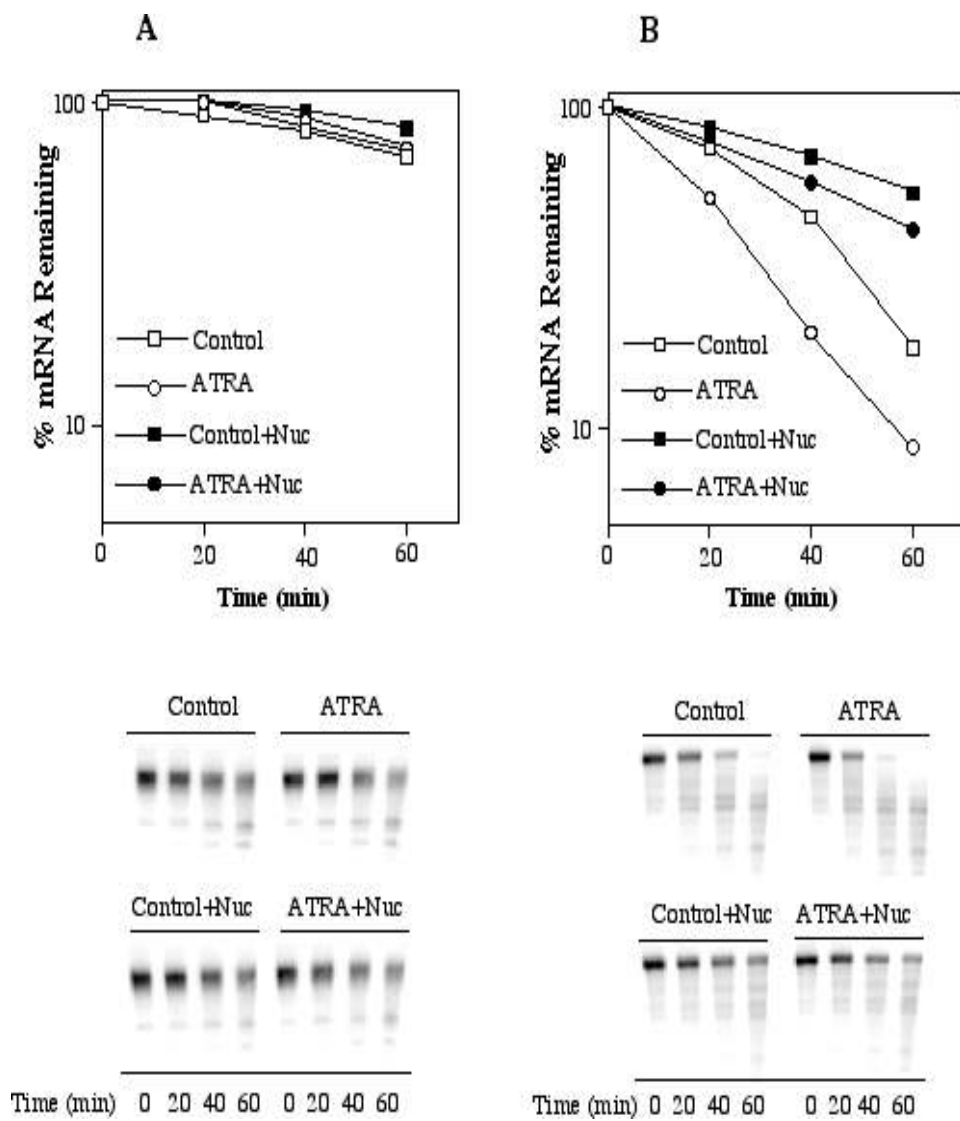 A
100
10
% mRNA Remaining
Control
ATRA
Control+Nuc
ATRA+Nuc
0 20 40 60
Time (min)
B
100
10
% mRNA Remaining
Control
ATRA
Control+Nuc
ATRA+Nuc
0 20 40 60
Time (min)
Control ATRA
Control+Nuc ATRA+Nuc
Time (min) 0 20 40 60 0 20 40 60
Control ATRA
Control+Nuc ATRA+Nuc
Time (min) 0 20 40 60 0 20 40 60